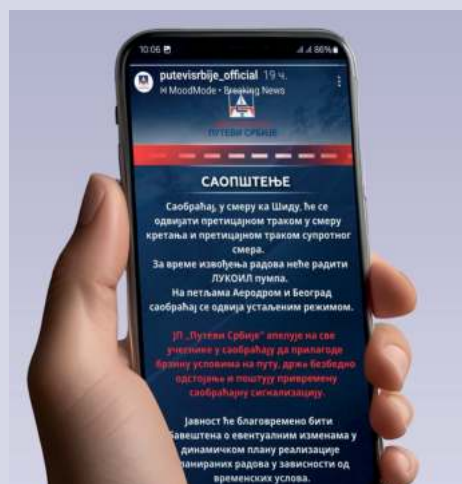 10:06
86%
putevisrbije_official 19 ч.
MoodMode • Breaking News
ПУТЕВИ СРБИЈЕ
САОПШТЕЊЕ
Саобраћај, у смеру ка Шиду, ће се
одвијати претицајном траком у смеру
кретања и претицајном траком супротног
смера.
За време извођења радова неће радити
ЛУКОИЛ пумпа.
На петљама Аеродром и Београд
саобраћај се одвија устаљеним режимом.
ЈП „Путеви Србије" апелује на све
учеснике у саобраћају да прилагоде
брзину условима на путу, држе безбедно
одстојање и поштују привремену
саобраћајну сигнализацију.
Јавност ће благовремено бити
бавештена о евентуалним изменама у
динамичком плану реализације
ланираних радова у зависности од
временских услова.